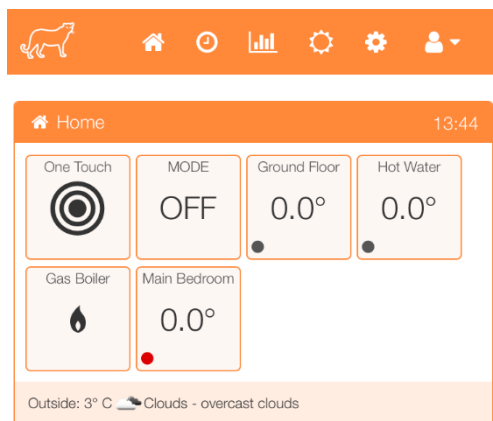 Home 13:44
One Touch MODE Ground Floor Hot Water
OFF 0.0° 0.0°
Gas Boiler Main Bedroom
0.0°
Outside: 3° C Clouds - overcast clouds